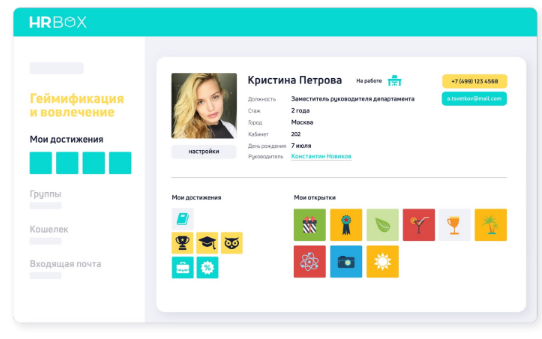 HRBOX
Геймификация
и вовлечение
Мои достижения
Группы
Кошелек
Входящая почта
Кристина Петрова
На работе
+7 (499) 123 4568
a.tsvetkov@mail.com
настройки
Должность Заместитель руководителя департамента
Стаж 2 года
Город Москва
Кабинет 202
День рождения 7 июля
Руководитель Константин Новиков
Мои достижения
Мои открытки